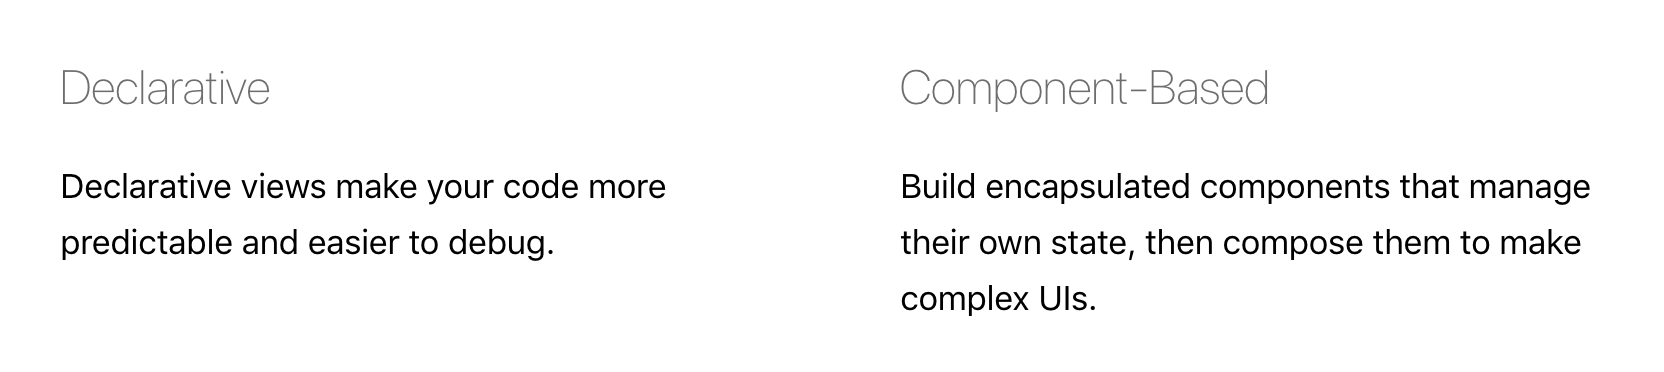 Declarative
Declarative views make your code more
predictable and easier to debug.
Component-Based
Build encapsulated components that manage
their own state, then compose them to make
complex UIs.